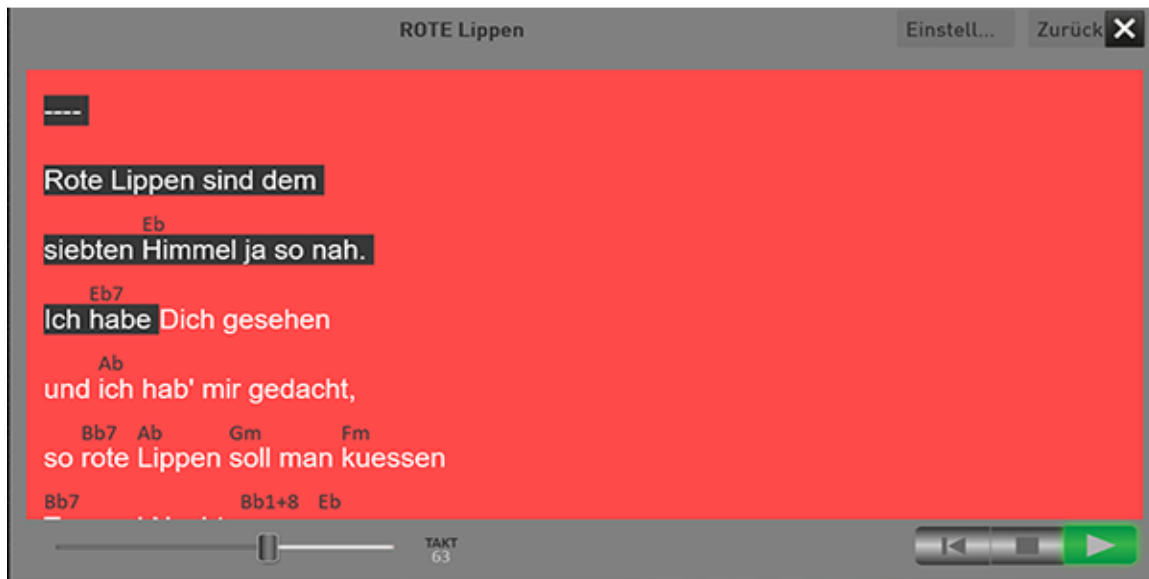 ROTE Lippen
Einstell...
Zurück
----
Rote Lippen sind dem
Eb
siebten Himmel ja so nah.
Eb7
Ich habe Dich gesehen
Ab
und ich hab' mir gedacht,
Bb7 Ab Gm Fm
so rote Lippen soll man kuessen
Bb7 Bb1+8 Eb
TAKT
63